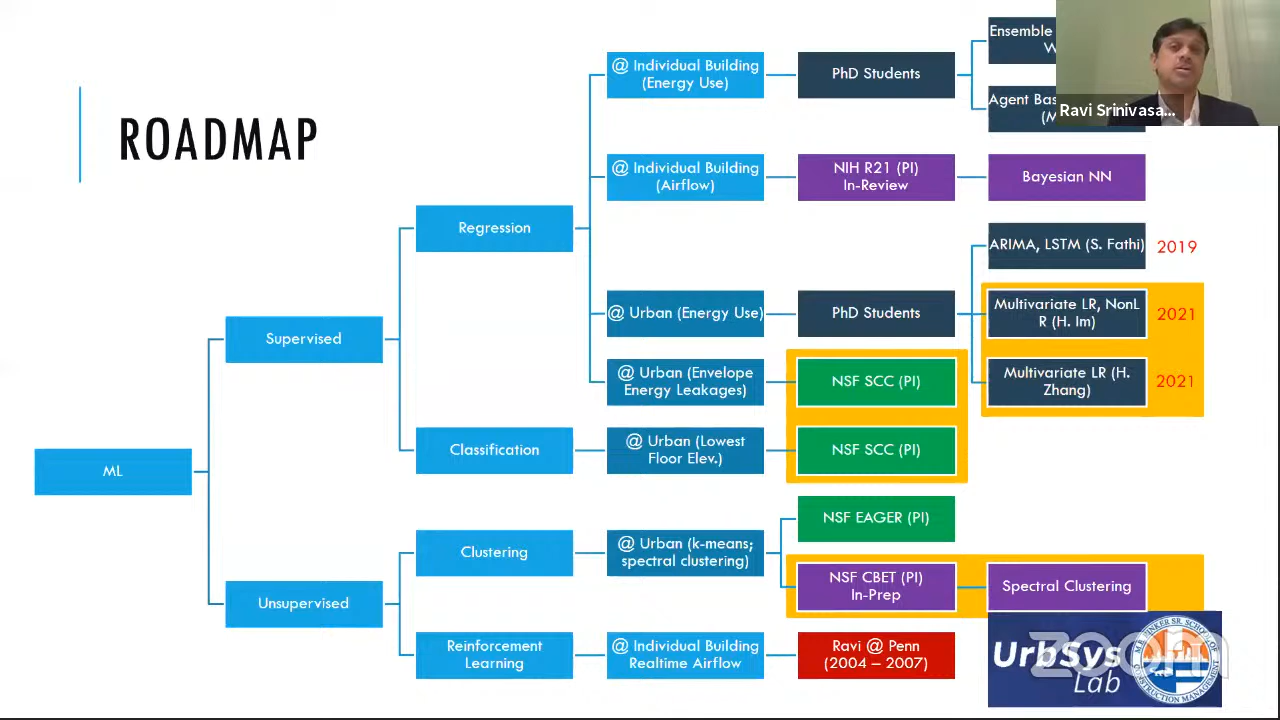 ROADMAP
ML
Supervised
Unsupervised
Regression
Classification
Clustering
Reinforcement
Learning
@ Individual Building
(Energy Use)
@ Individual Building
(Airflow)
@ Urban (Energy Use)
@ Urban (Envelope
Energy Leakages)
@ Urban (Lowest
Floor Elev.)
@ Urban (k-means;
spectral clustering)
@ Individual Building
Realtime Airflow
PhD Students
NIH R21 (PI)
In-Review
PhD Students
NSF SCC (PI)
NSF SCC (PI)
NSF EAGER (PI)
NSF CBET (PI)
In-Prep
Ravi @ Penn
(2004 – 2007)
Ensemble
Agent Bas
Bayesian NN
ARIMA, LSTM (S. Fathi)
2019
Multivariate LR, NonL
R (H. Im)
2021
Multivariate LR (H.
Zhang)
2021
Spectral Clustering
Ravi Srinivasa...
UrbSys
Lab
zoom